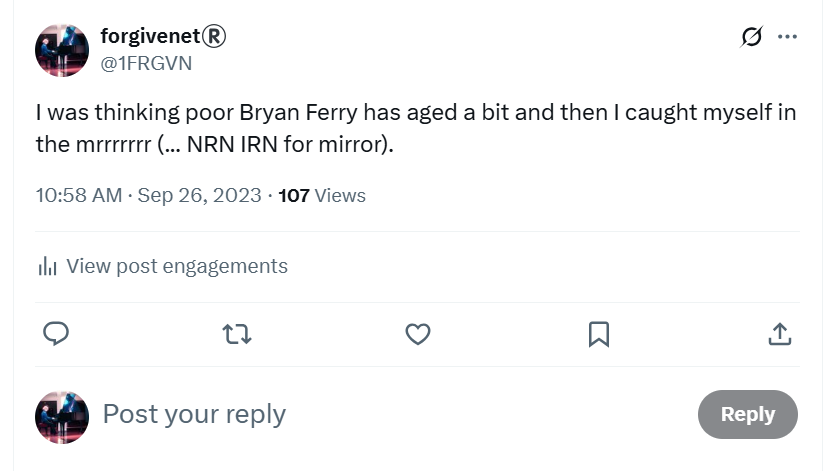 forgivenet®
@1FRGVN
I was thinking poor Bryan Ferry has aged a bit and then I caught myself in
the mrrrrrrr (... NRN IRN for mirror).
10:58 AM · Sep 26, 2023 · 107 Views
View post engagements
Post your reply
Reply